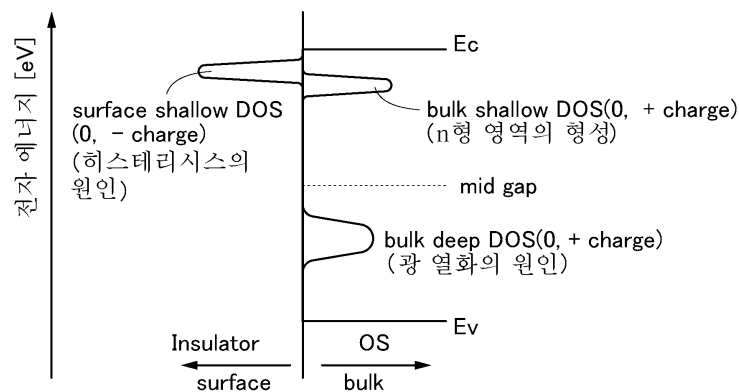 전자 에너지 [eV]
Ec
surface shallow DOS
(0, － charge)
(히스테리시스의
원인)
bulk shallow DOS(0, + charge)
(n형 영역의 형성)
mid gap
bulk deep DOS(0, + charge)
(광 열화의 원인)
Ev
Insulator
OS
surface
bulk